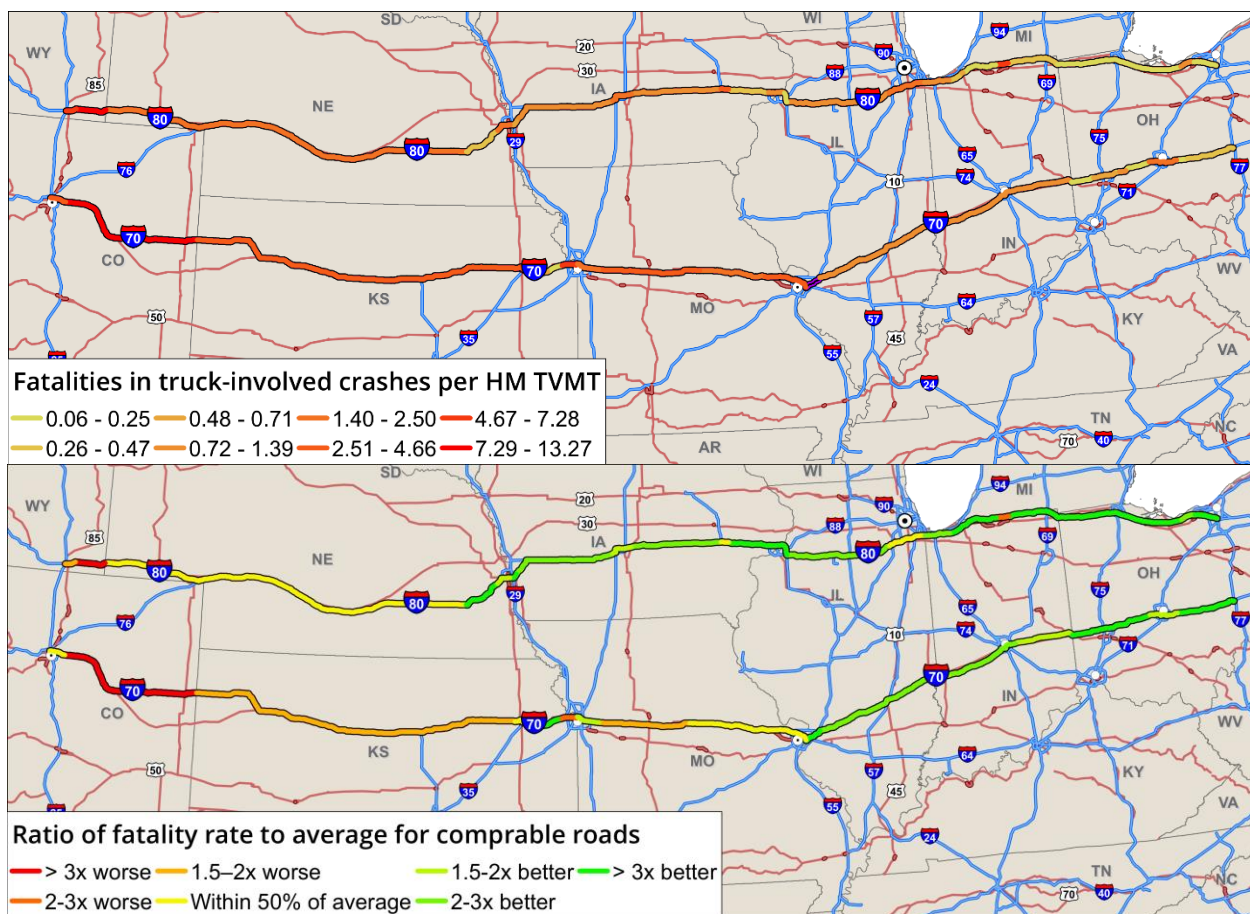 SD
WI
MI
WY
20
94
90
30
85
88
IA
NE
80
80
69
OH
80
29
JL
75
76
65
77
10
74
71
70
70
70
IN
CO
WV
KS
MO
64
50
57
KY
35
45
VA
55
24
TN
NC
AR
70
40
Fatalities in truck-involved crashes per HM TVMT
0.06 - 0.25 0.48 - 0.71 1.40 - 2.50 4.67 - 7.28
0.26 - 0.47 0.72 - 1.39 2.51 - 4.66 7.29 - 13.27
SD
WI
MI
WY
20
94
90
30
85
88
IA
NE
80
80
69
OH
80
29
JL
75
76
65
77
10
74
71
70
70
70
IN
CO
WV
KS
MO
64
50
57
KY
35
45
VA
55
24
TN
NC
AR
70
40
Ratio of fatality rate to average for comprable roads
> 3x worse 1.5–2x worse 1.5-2x better > 3x better
2-3x worse Within 50% of average 2-3x better